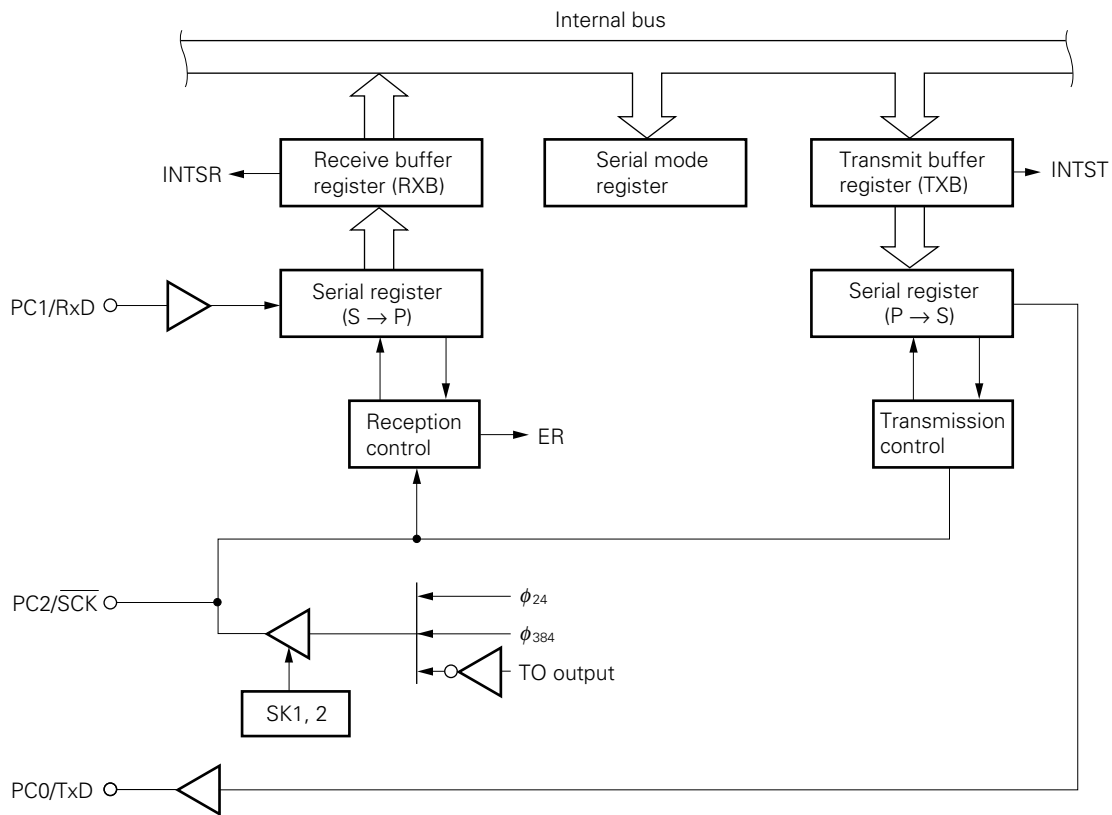 Internal bus
INTSR
Receive buffer
register (RXB)
Serial mode
register
Transmit buffer
register (TXB)
INTST
PC1/RxD
Serial register
(S → P)
Serial register
(P → S)
Reception
control
ER
Transmission
control
PC2/S̅C̅K̅
ϕ24
ϕ384
TO output
SK1, 2
PC0/TxD